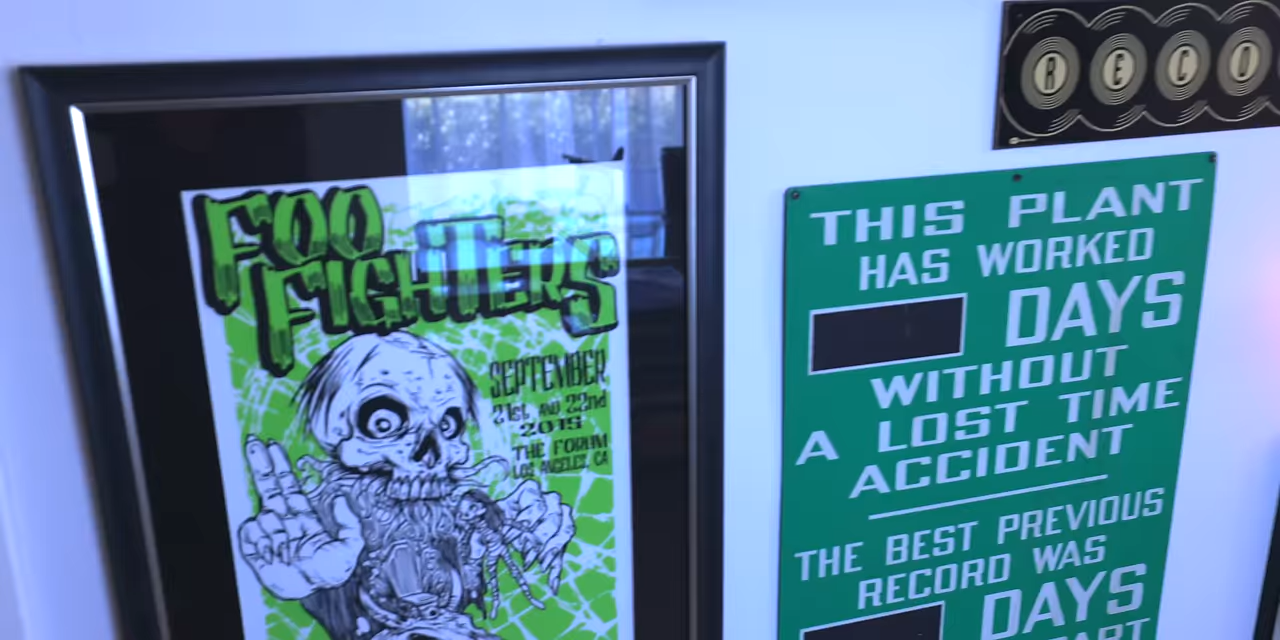 FOO
FIGHTERS
SEPTEMBER
21st AND 22nd
2015
THE FORUM
LOS ANGELES, CA
RECO
THIS PLANT
HAS WORKED
DAYS
WITHOUT
A LOST TIME
ACCIDENT
THE BEST PREVIOUS
RECORD WAS
DAYS